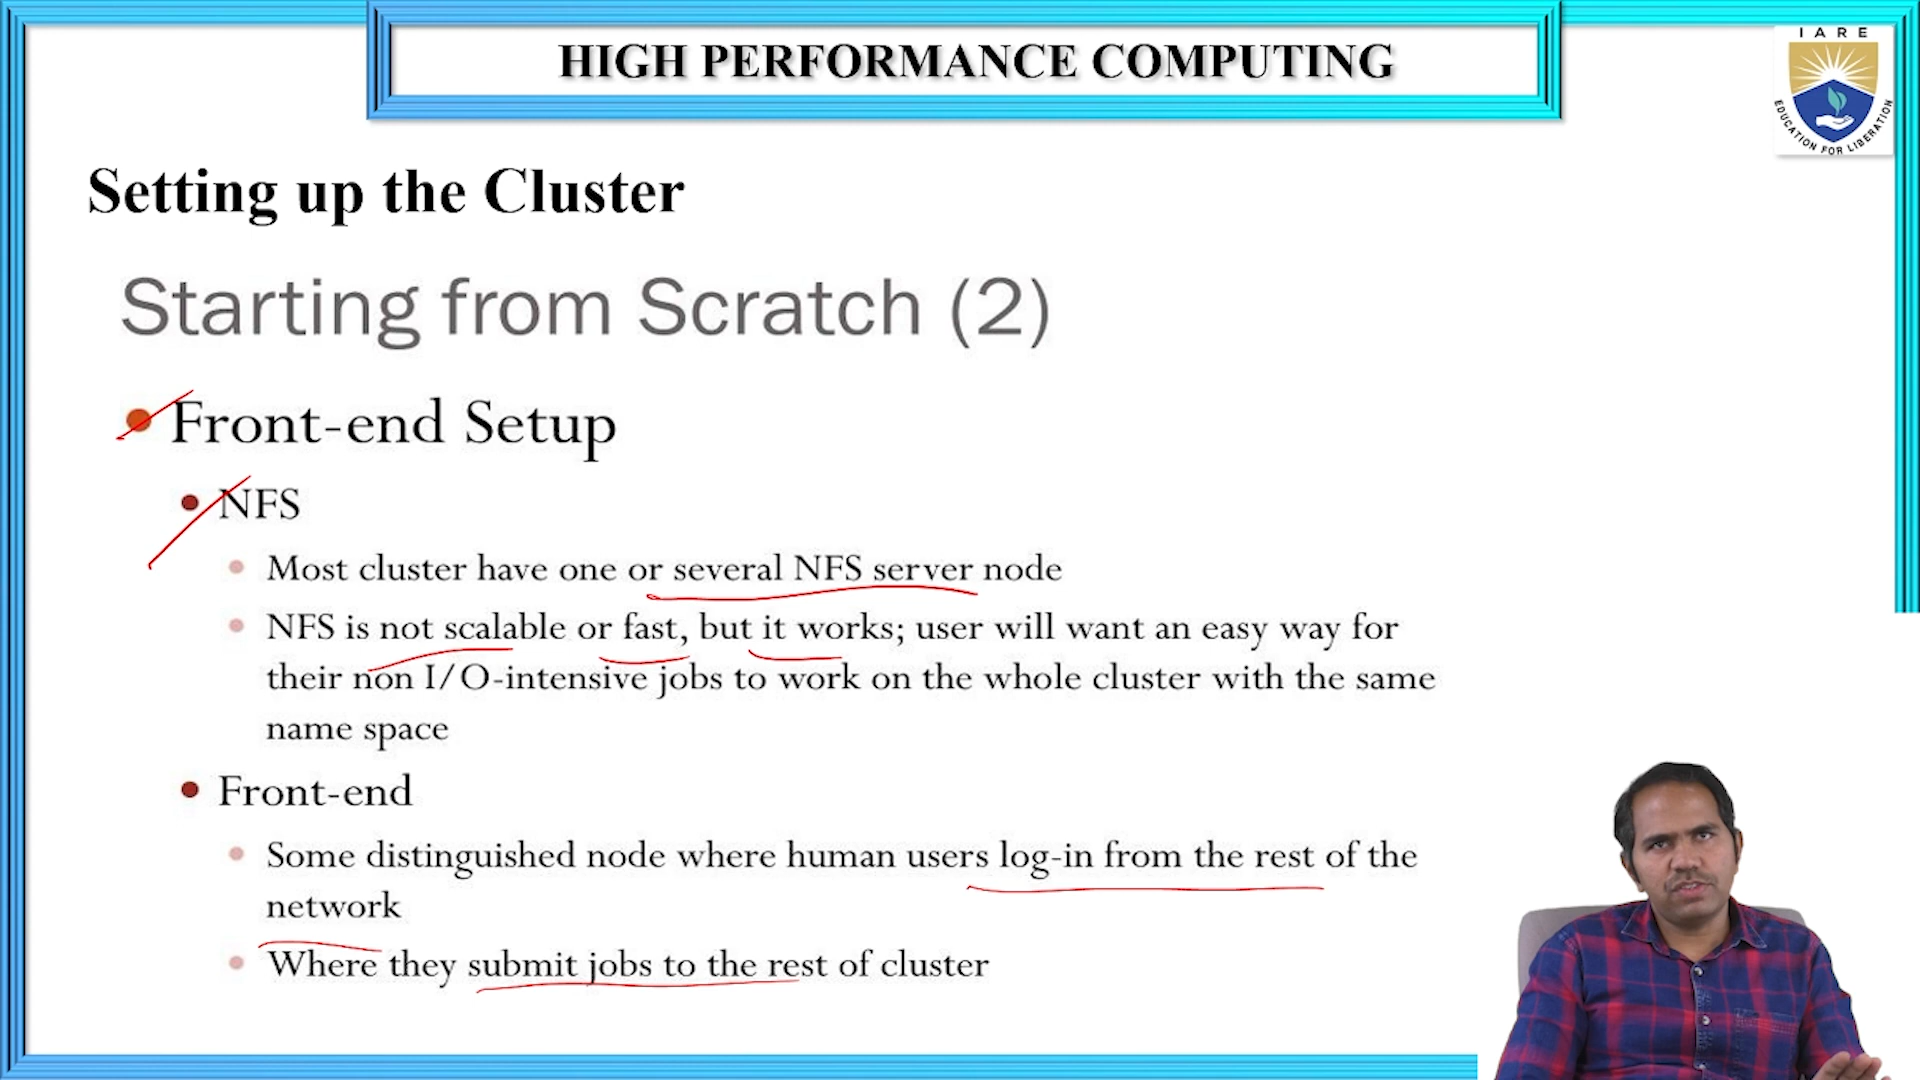 HIGH PERFORMANCE COMPUTING
IARE
EDUCATION FOR LIBERATION
Setting up the Cluster
Starting from Scratch (2)
Front-end Setup
NFS
Most cluster have one or several NFS server node
NFS is not scalable or fast, but it works; user will want an easy way for
their non I/O-intensive jobs to work on the whole cluster with the same
name space
Front-end
Some distinguished node where human users log-in from the rest of the
network
Where they submit jobs to the rest of cluster